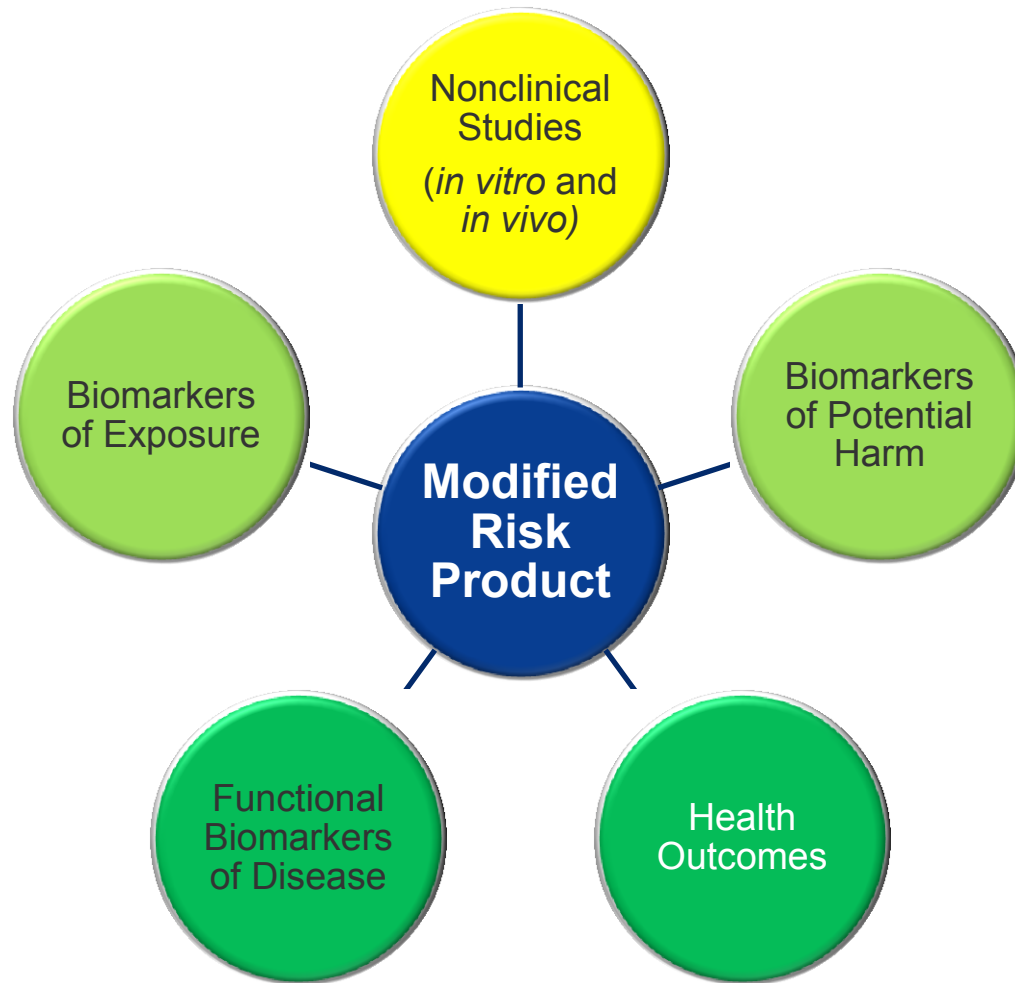 Nonclinical
Studies
(in vitro and
in vivo)
Biomarkers
of Exposure
Biomarkers
of Potential
Harm
Modified
Risk
Product
Functional
Biomarkers
of Disease
Health
Outcomes